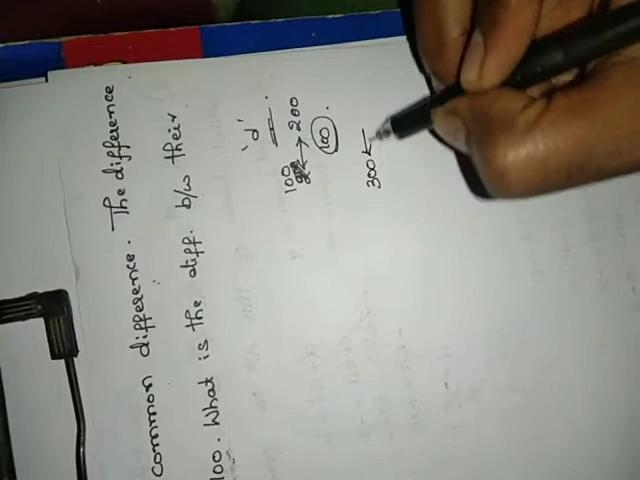 common difference. The difference
100. What is the diff. b/w their
'd'.
100 → 200
100.
300